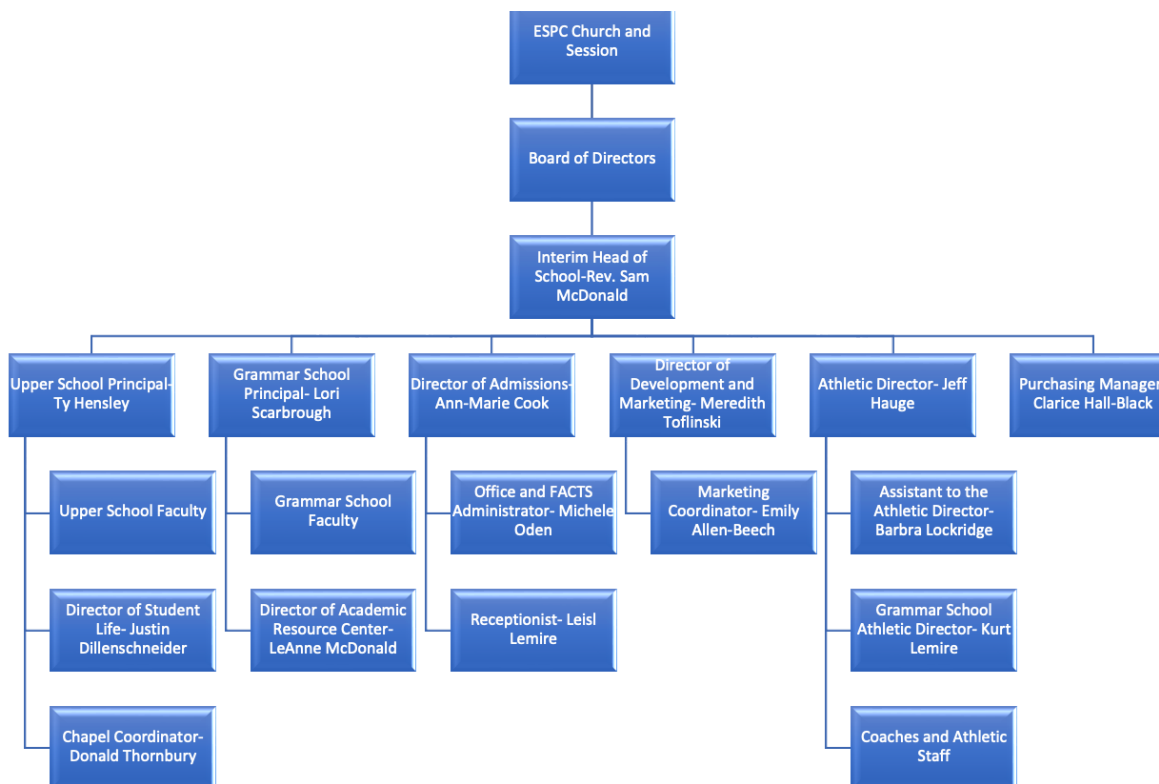 ESPC Church and
Session
Board of Directors
Interim Head of
School-Rev. Sam
McDonald
Upper School Principal-
Ty Hensley
Grammar School
Principal- Lori
Scarbrough
Director of Admissions-
Ann-Marie Cook
Director of
Development and
Marketing- Meredith
Toflinski
Athletic Director- Jeff
Hauge
Purchasing Manager
Clarice Hall-Black
Upper School Faculty
Grammar School
Faculty
Office and FACTS
Administrator- Michele
Oden
Marketing
Coordinator- Emily
Allen-Beech
Assistant to the
Athletic Director-
Barbra Lockridge
Director of Student
Life- Justin
Dillenschneider
Director of Academic
Resource Center-
LeAnne McDonald
Receptionist- Leisl
Lemire
Grammar School
Athletic Director- Kurt
Lemire
Chapel Coordinator-
Donald Thornbury
Coaches and Athletic
Staff